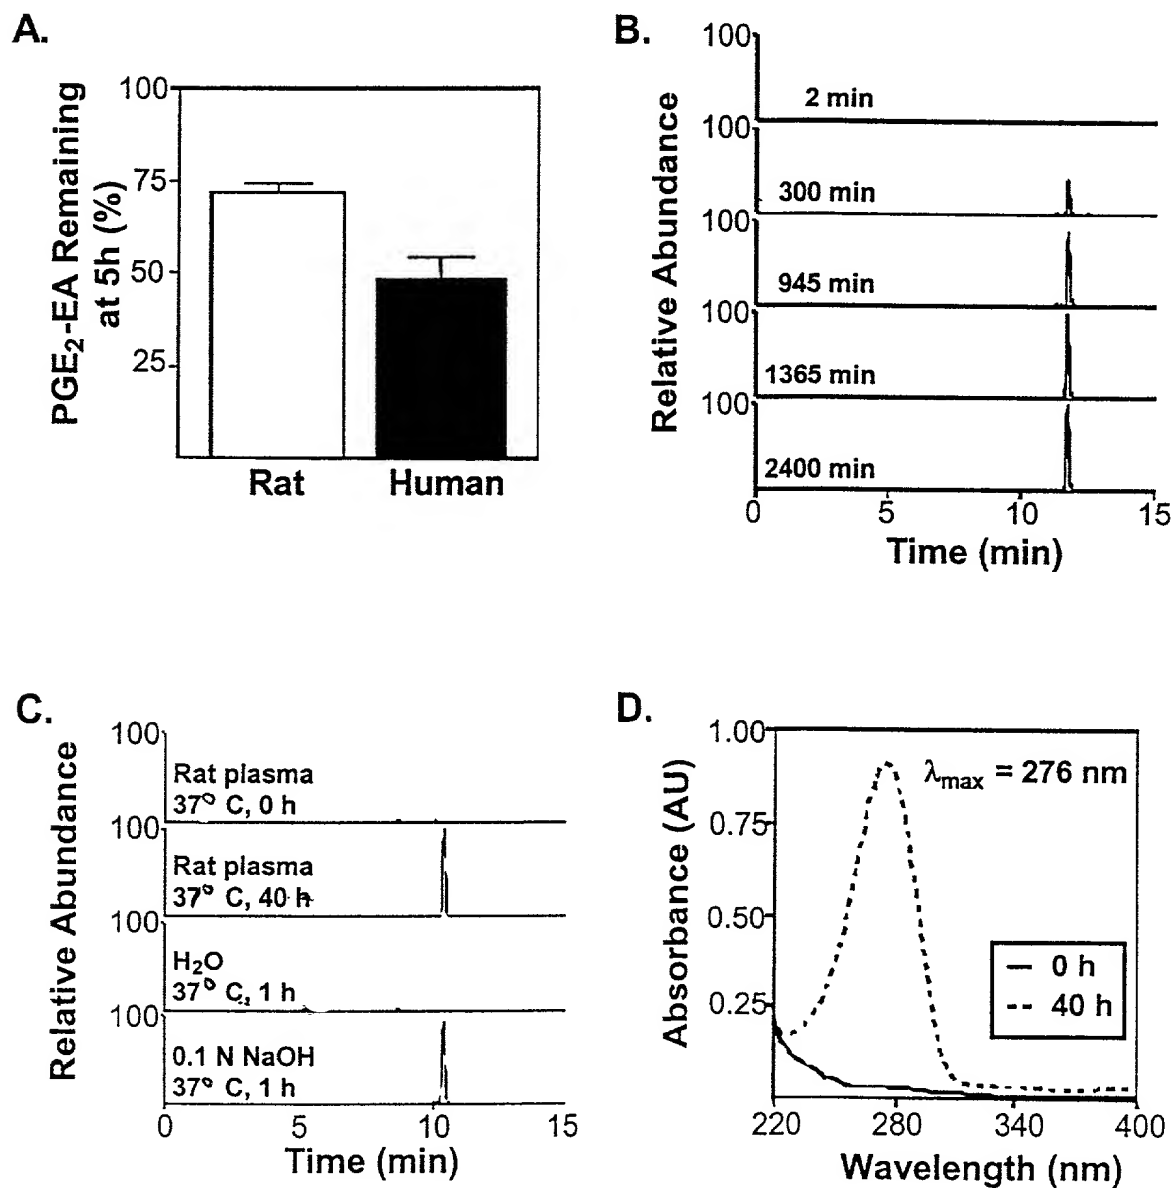 A.
PGE₂-EA Remaining
at 5h (%)
100
75
50
25
Rat
Human
B.
Relative Abundance
100
2 min
100
300 min
100
945 min
100
1365 min
100
2400 min
0 5 10 15
Time (min)
C.
Relative Abundance
100
Rat plasma
37° C, 0 h
100
Rat plasma
37° C, 40 h
100
H₂O
37° C, 1 h
100
0.1 N NaOH
37° C, 1 h
0 5 10 15
Time (min)
D.
Absorbance (AU)
1.00
0.75
0.50
0.25
λmax = 276 nm
0 h
40 h
220 280 340 400
Wavelength (nm)